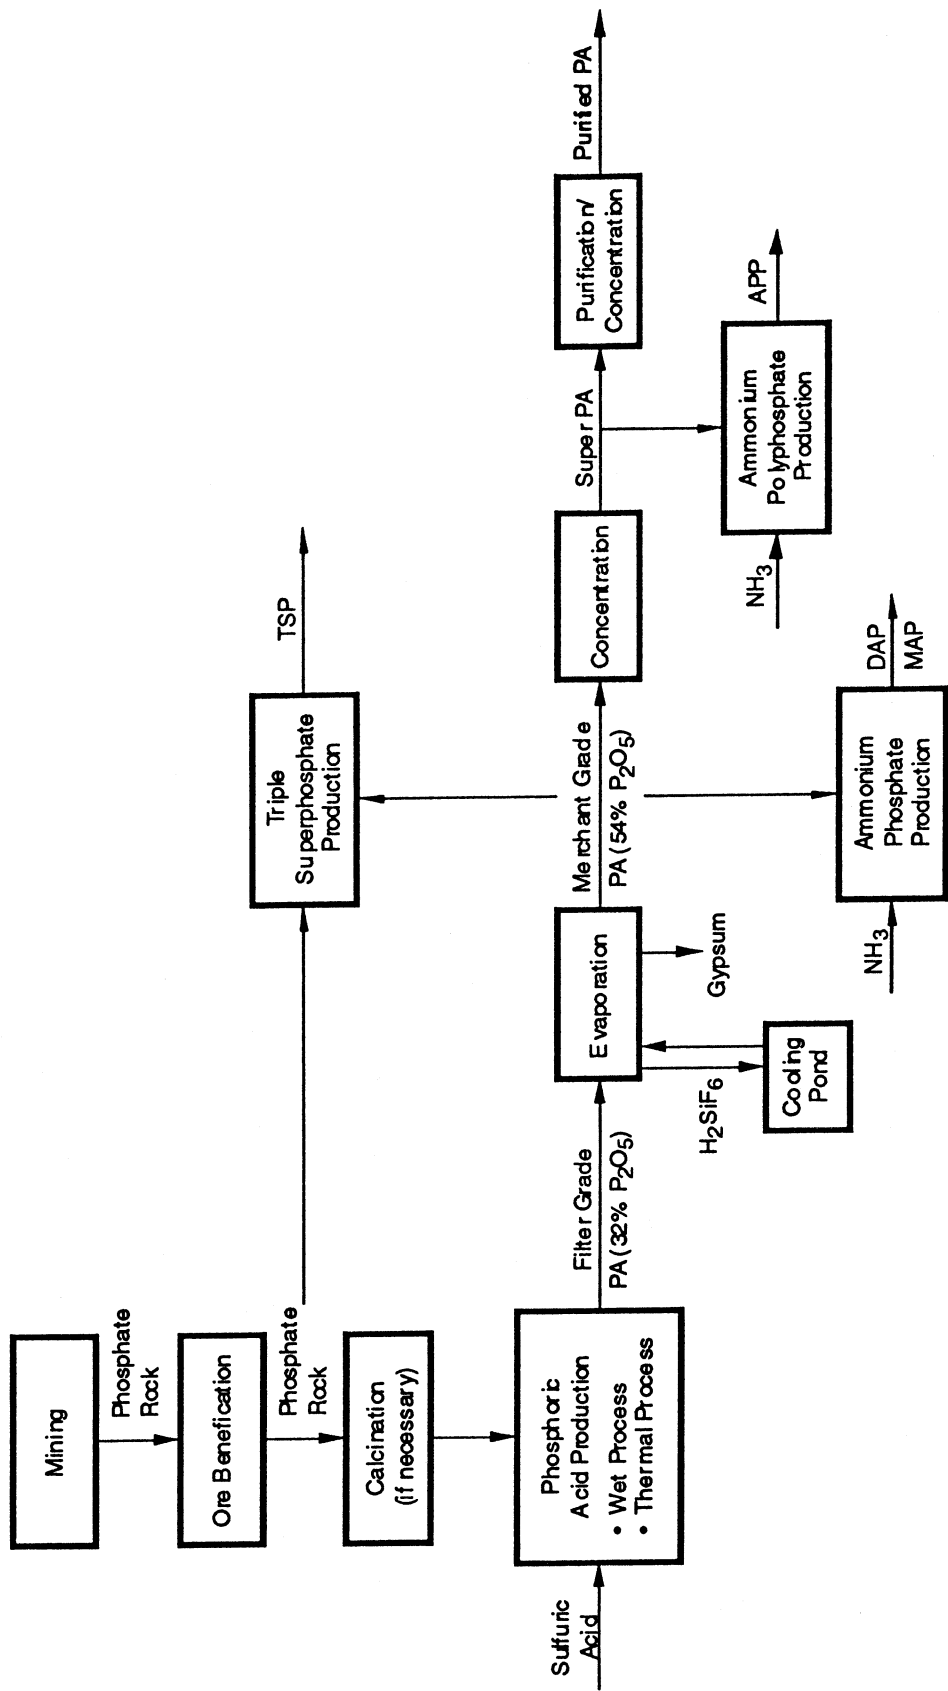 Mining
Phosphate
Rock
Ore Benefication
Phosphate
Rock
Calcination
(if necessary)
Sulfuric
Acid
Phosphoric
Acid Production
• Wet Process
• Thermal Process
Filter Grade
PA (32% P2O5)
Evaporation
H2SiF6
Cooling
Pond
Gypsum
Merchant Grade
PA (54% P2O5)
Triple
Superphosphate
Production
TSP
NH3
Ammonium
Phosphate
Production
DAP
MAP
Concentration
Super PA
NH3
Ammonium
Polyphosphate
Production
APP
Purification/
Concentration
Purified PA